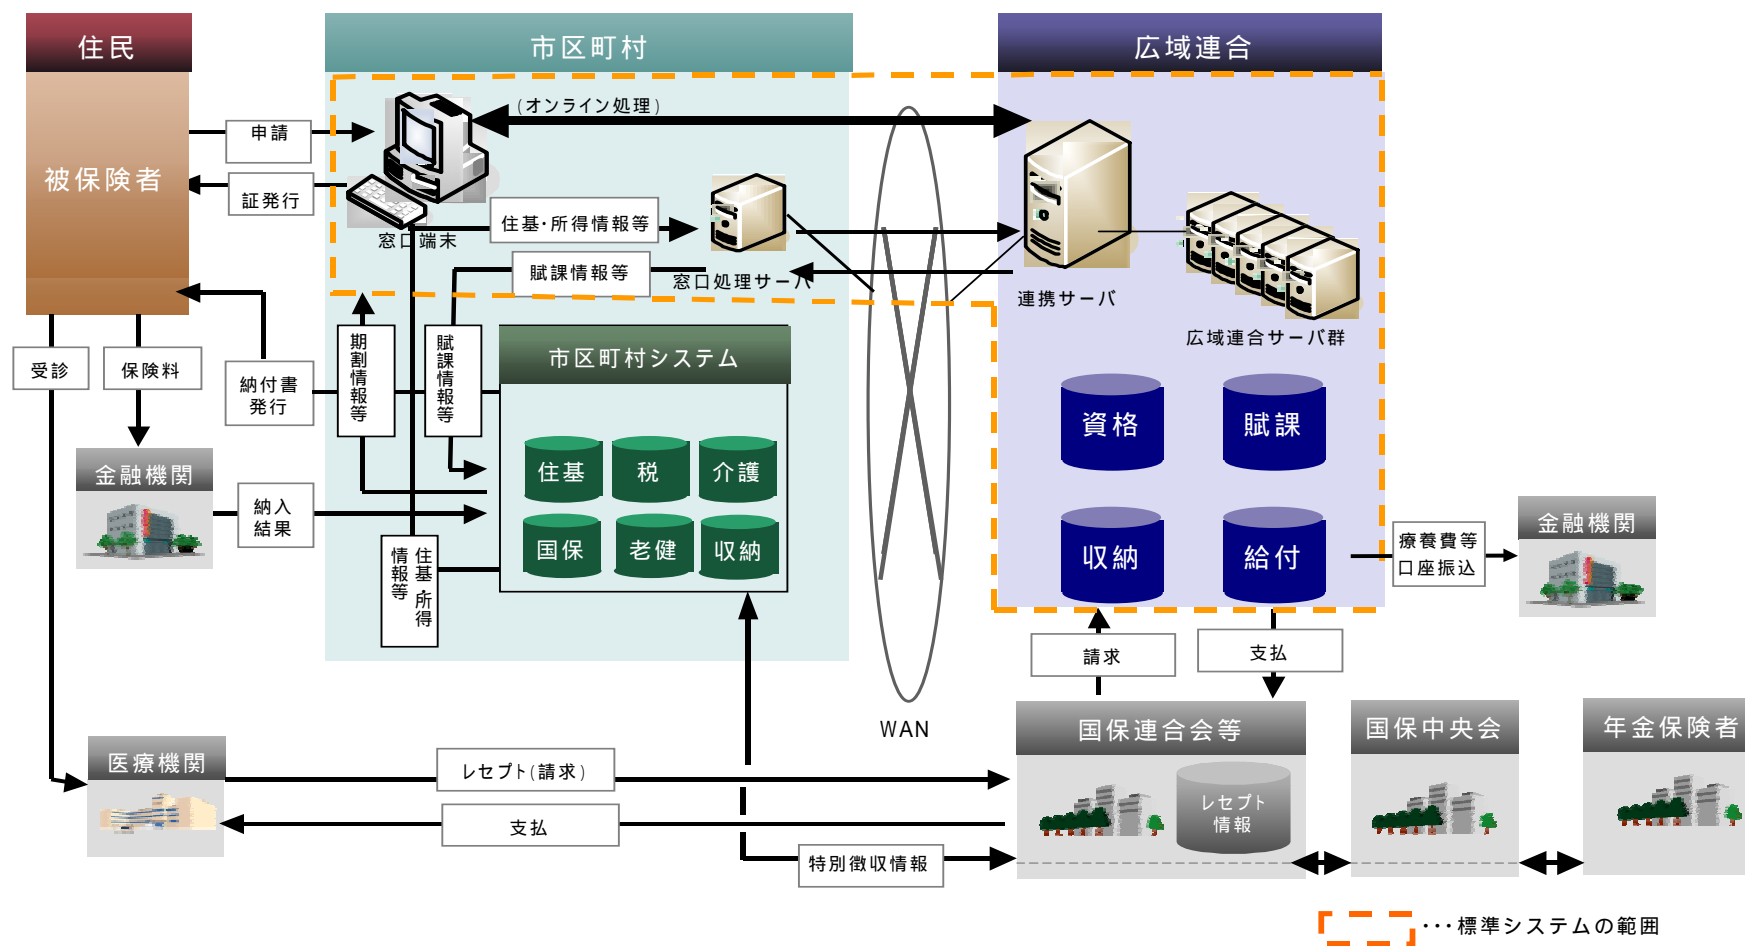 住民
市区町村
広域連合
(オンライン処理)
申請
被保険者
証発行
住基・所得情報等
窓口端末
賦課情報等
窓口処理サーバ
連携サーバ
広域連合サーバ群
受診
保険料
納付書
発行
期割情報等
賦課情報等
市区町村システム
資格
賦課
金融機関
住基
税
介護
納入
結果
国保
老健
収納
収納
給付
療養費等
口座振込
金融機関
住基・所得
情報等
請求
支払
WAN
国保連合会等
国保中央会
年金保険者
医療機関
レセプト(請求)
レセプト
情報
支払
特別徴収情報
・・・標準システムの範囲